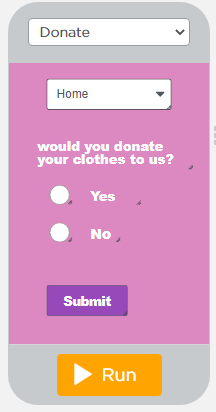 Donate
Home
would you donate
your clothes to us?
Yes
No
Submit
Run